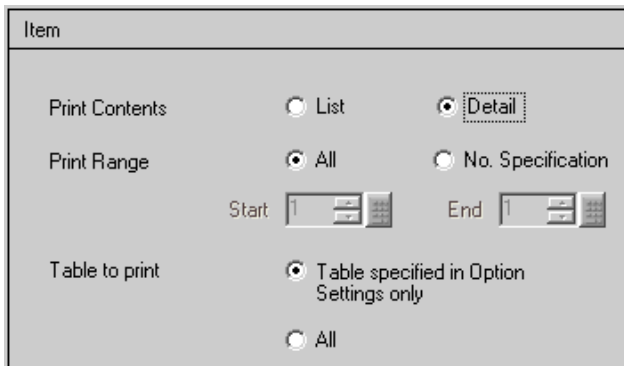 Item
Print Contents List Detail
Print Range All No. Specification
Start 1 End 1
Table to print Table specified in Option
Settings only
All